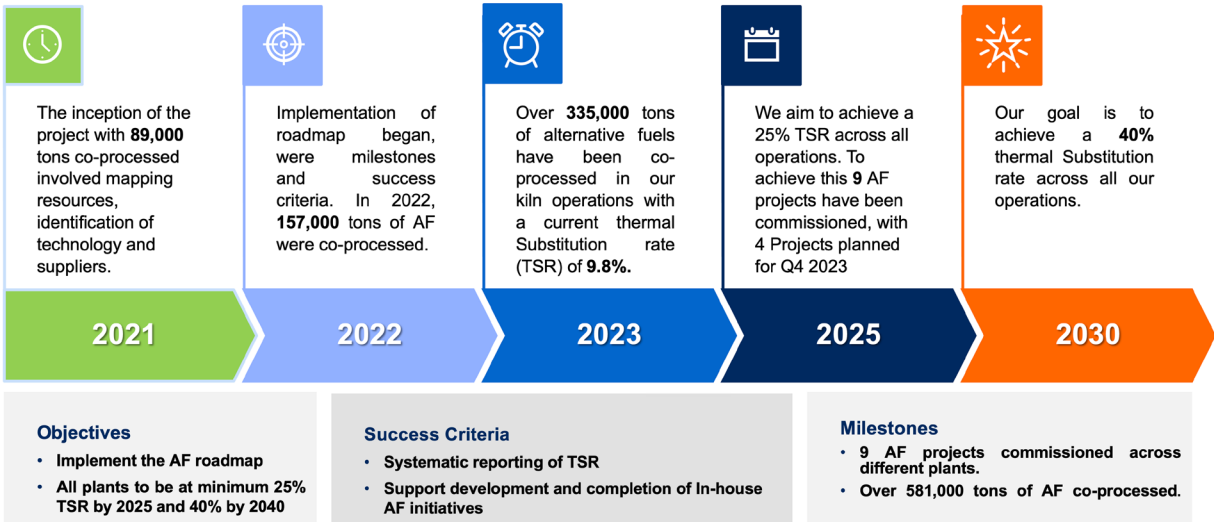 The inception of the
project with 89,000
tons co-processed
involved mapping
resources,
identification of
technology and
suppliers.
Implementation of
roadmap began,
were milestones
and success
criteria. In 2022,
157,000 tons of AF
were co-processed.
Over 335,000 tons
of alternative fuels
have been co-
processed in our
kiln operations with
a current thermal
Substitution rate
(TSR) of 9.8%.
We aim to achieve a
25% TSR across all
operations. To
achieve this 9 AF
projects have been
commissioned, with
4 Projects planned
for Q4 2023
Our goal is to
achieve a 40%
thermal Substitution
rate across all our
operations.
2021
2022
2023
2025
2030
Objectives
• Implement the AF roadmap
• All plants to be at minimum 25%
TSR by 2025 and 40% by 2040
Success Criteria
• Systematic reporting of TSR
• Support development and completion of In-house
AF initiatives
Milestones
• 9 AF projects commissioned across
different plants.
• Over 581,000 tons of AF co-processed.